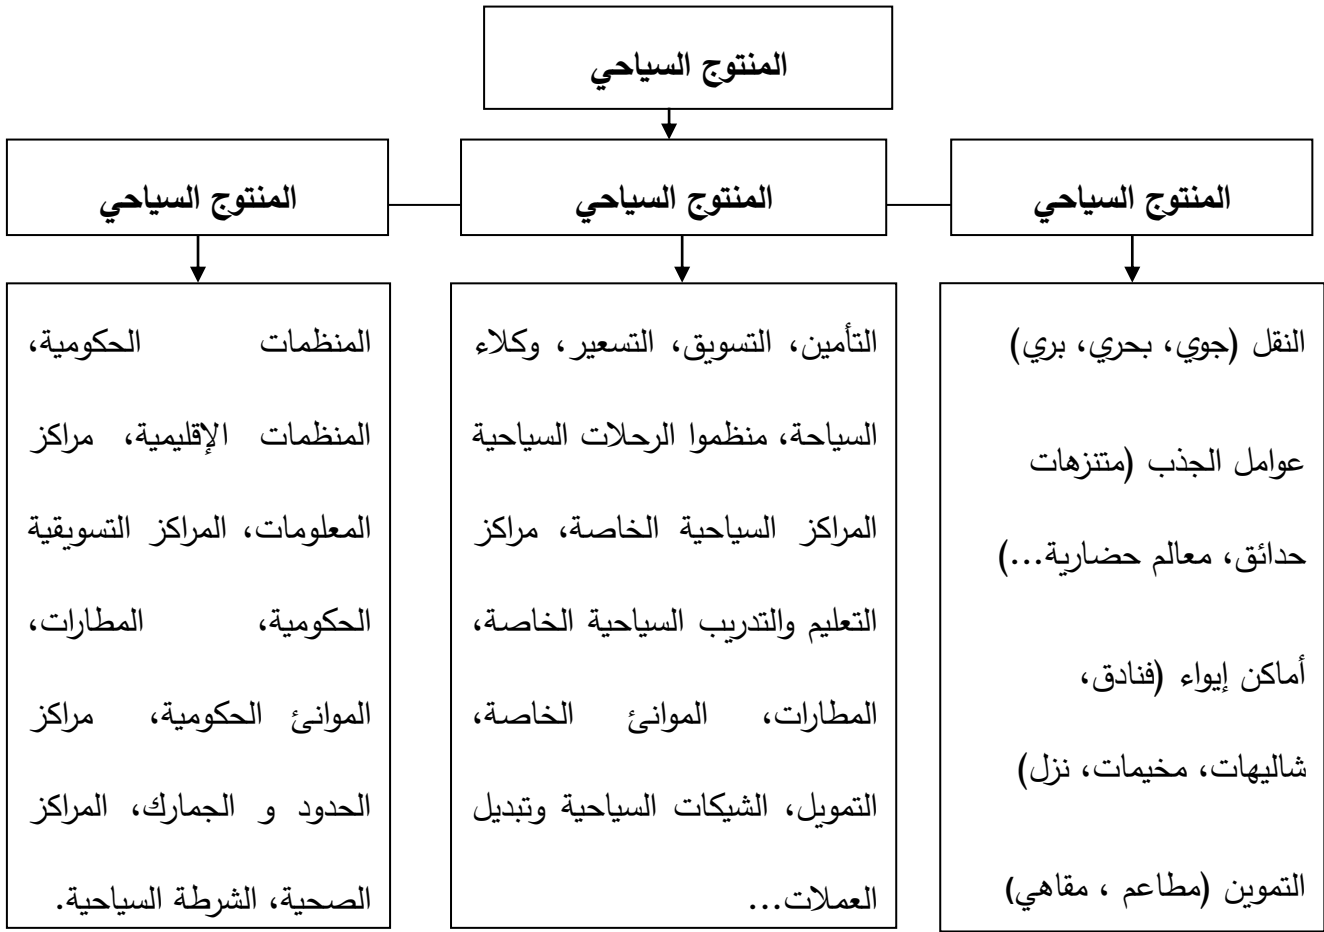 المنتوج السياحي
المنتوج السياحي
المنتوج السياحي
المنتوج السياحي
النقل (جوي، بحري، بري)
عوامل الجذب (متنزهات
حدائق، معالم حضارية...)
أماكن إيواء (فنادق،
شاليهات، مخيمات، نزل)
التموين (مطاعم ، مقاهي)
التأمين، التسويق، التسعير، وكلاء
السياحة، منظموا الرحلات السياحية
المراكز السياحية الخاصة، مراكز
التعليم والتدريب السياحية الخاصة،
المطارات، الموانئ الخاصة،
التمويل، الشيكات السياحية وتبديل
العملات...
المنظمات الحكومية،
المنظمات الإقليمية، مراكز
المعلومات، المراكز التسويقية
الحكومية، المطارات،
الموانئ الحكومية، مراكز
الحدود و الجمارك، المراكز
الصحية، الشرطة السياحية.